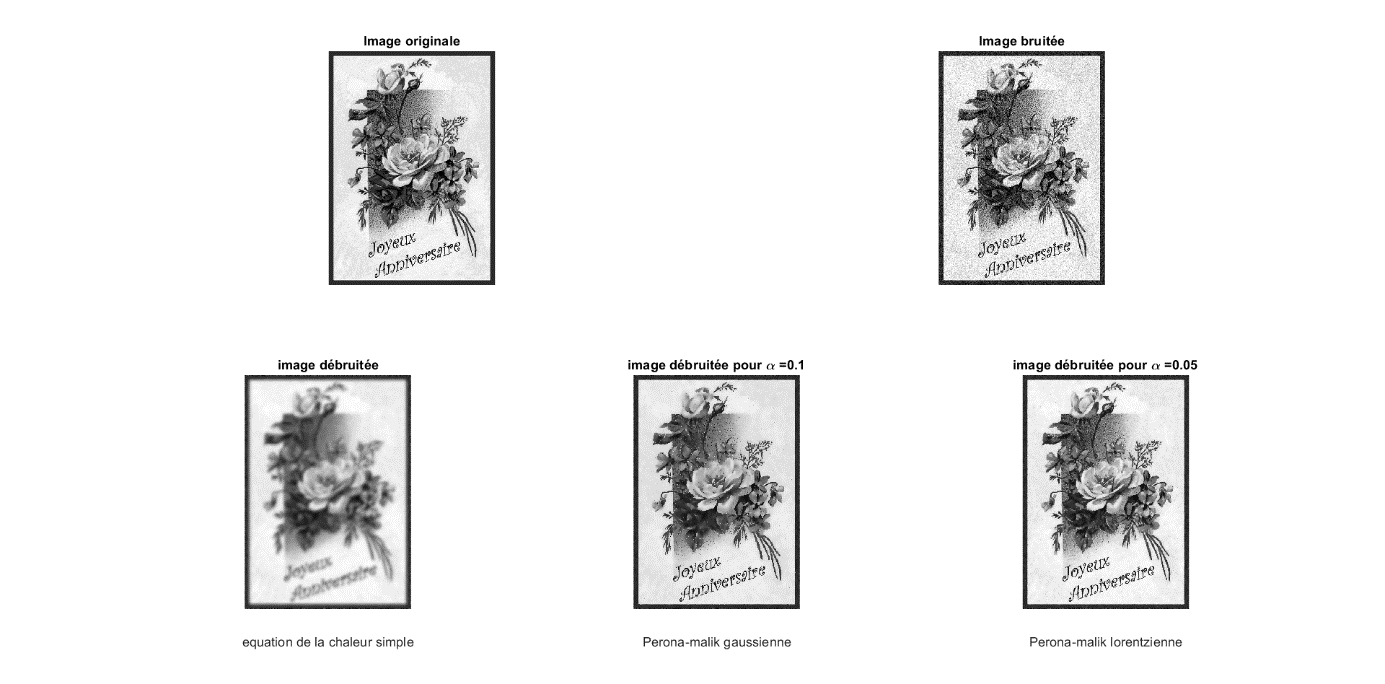 Image originale
Joyeux
Anniversaire
Image bruitée
Joyeux
Anniversaire
image débruitée
Joyeux
Anniversaire
equation de la chaleur simple
image débruitée pour α =0.1
Joyeux
Anniversaire
Perona-malik gaussienne
image débruitée pour α =0.05
Joyeux
Anniversaire
Perona-malik lorentzienne